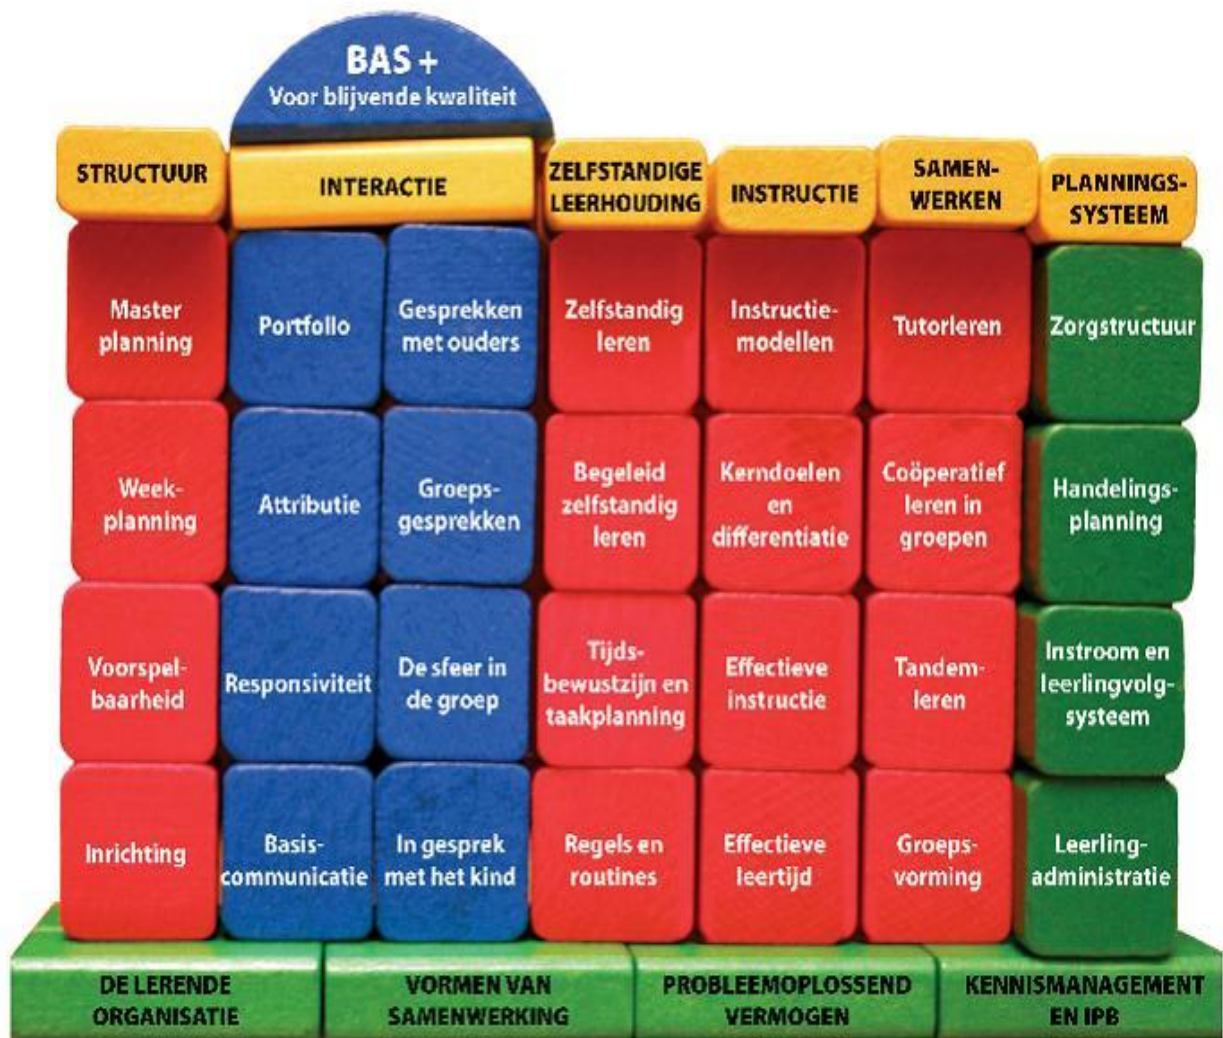 BAS +
Voor blijvende kwaliteit
STRUCTUUR
INTERACTIE
ZELFSTANDIGE
LEERHOUDING
INSTRUCTIE
SAMEN-
WERKEN
PLANNINGS-
SYSTEEM
Master
planning
Portfolio
Gesprekken
met ouders
Zelfstandig
leren
Instructie-
modellen
Tutorleren
Zorgstructuur
Week-
planning
Attributie
Groeps-
gesprekken
Begeleid
zelfstandig
leren
Kerndoelen
en
differentiatie
Coöperatief
leren in
groepen
Handelings-
planning
Voorspel-
baarheid
Responsiviteit
De sfeer in
de groep
Tijds-
bewustzijn en
taakplanning
Effectieve
instructie
Tandem-
leren
Instroom en
leerlingvolg-
systeem
Inrichting
Basis-
communicatie
In gesprek
met het kind
Regels en
routines
Effectieve
leertijd
Groeps-
vorming
Leerling-
administratie
DE LERENDE
ORGANISATIE
VORMEN VAN
SAMENWERKING
PROBLEEMOPLOSSEND
VERMOGEN
KENNISMANAGEMENT
EN IPB